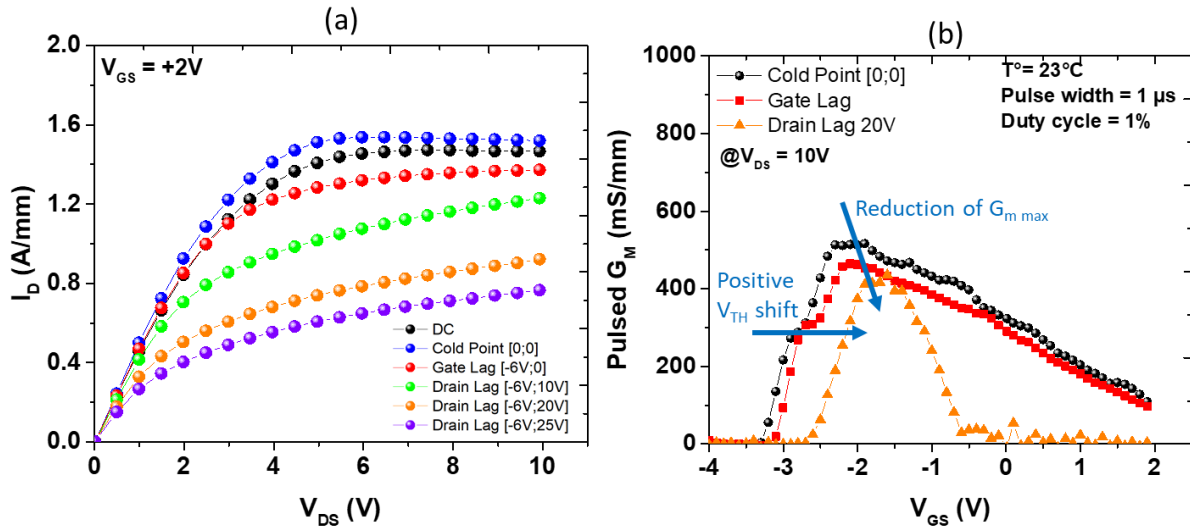 (a)
V_GS = +2V
2.0
1.6
1.2
0.8
0.4
0.0
I_D (A/mm)
DC
Cold Point [0;0]
Gate Lag [-6V;0]
Drain Lag [-6V;10V]
Drain Lag [-6V;20V]
Drain Lag [-6V;25V]
0 2 4 6 8 10
V_DS (V)
(b)
1000
800
600
400
200
0
Pulsed G_M (mS/mm)
Cold Point [0;0]
Gate Lag
Drain Lag 20V
@V_DS = 10V
T°= 23°C
Pulse width = 1 µs
Duty cycle = 1%
Reduction of G_m max
Positive
V_TH shift
-4 -3 -2 -1 0 1 2
V_GS (V)